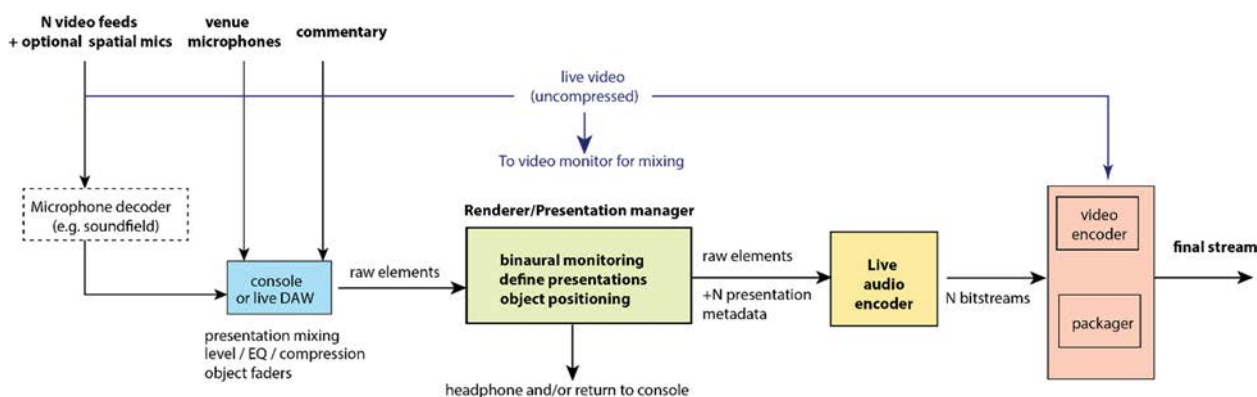 N video feeds
+ optional spatial mics
venue
microphones
commentary
live video
(uncompressed)
To video monitor for mixing
Microphone decoder
(e.g. soundfield)
Renderer/Presentation manager
console
or live DAW
raw elements
binaural monitoring
define presentations
object positioning
raw elements
+N presentation
metadata
Live
audio
encoder
N bitstreams
video
encoder
packager
final stream
presentation mixing
level / EQ / compression
object faders
headphone and/or return to console